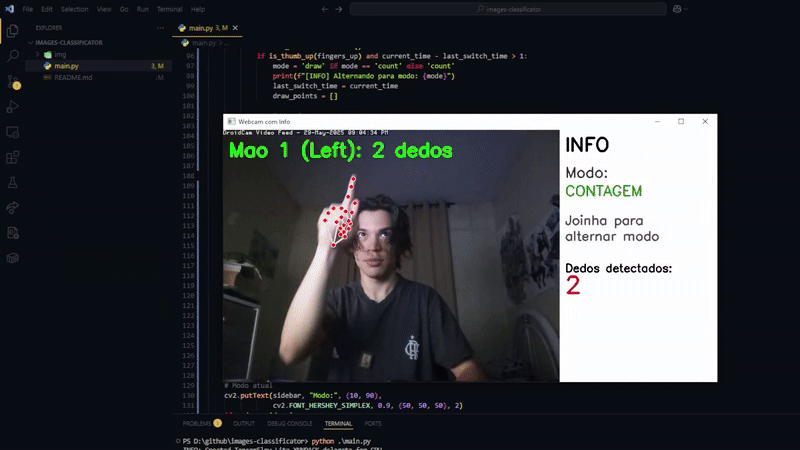 File Edit Selection View Go Run Terminal Help
images-classificator
EXPLORER
IMAGES-CLASSIFICATOR
img
main.py 3, M
README.md M
main.py 3, M
main.py > ...
96 if is_thumb_up(fingers_up) and current_time - last_switch_time > 1:
97 mode = 'draw' if mode == 'count' else 'count'
98 print(f"[INFO] Alternando para modo: {mode}")
99 last_switch_time = current_time
100 draw_points = []
101
102
103
104
105
106
107
108
109
110
111
112
113
114
115
116
117
118
119
120
121
122
123
124
125
126
127
128
129
130 # Modo atual
131 cv2.putText(sidebar, "Modo:", (10, 90),
132 cv2.FONT_HERSHEY_SIMPLEX, 0.9, (50, 50, 50), 2)
Webcam com Info
DroidCam Video Feed - 29-May-2025 09:04:34 PM
Mao 1 (Left): 2 dedos
INFO
Modo:
CONTAGEM
Joinha para
alternar modo
Dedos detectados:
2
PROBLEMS OUTPUT DEBUG CONSOLE TERMINAL PORTS
PS D:\github\images-classificator> python .\main.py